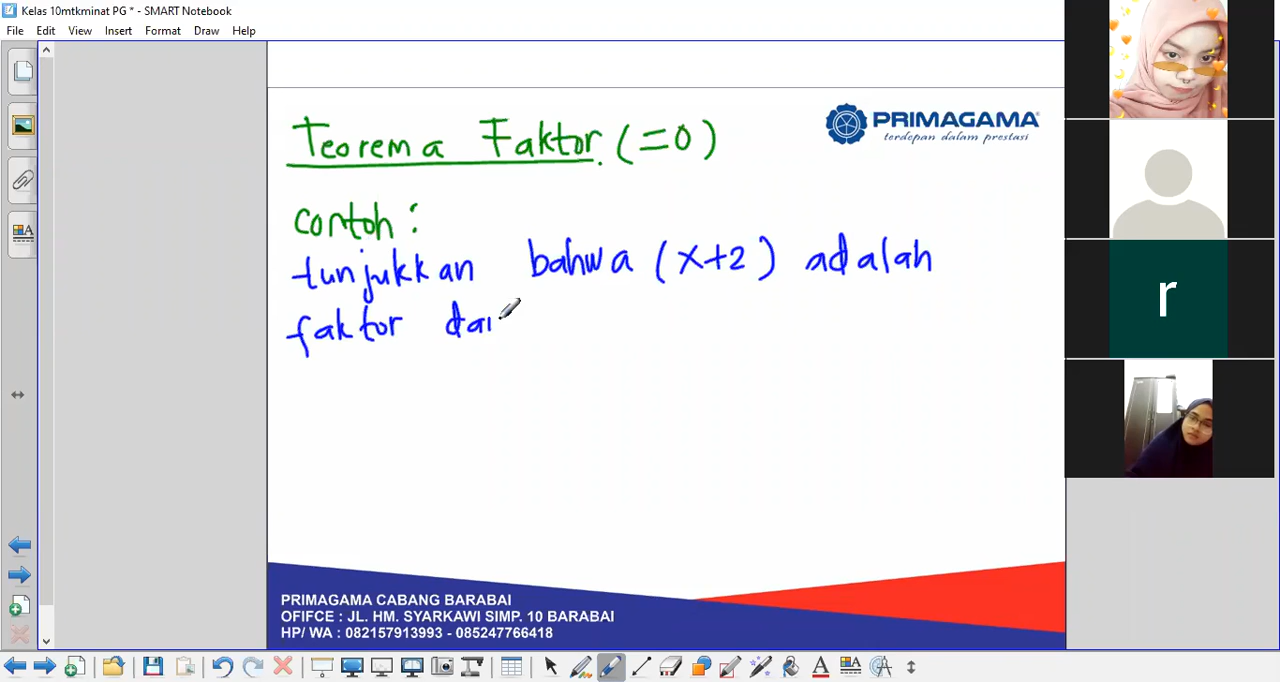 Kelas 10mtkminat PG * - SMART Notebook
File Edit View Insert Format Draw Help
Teorema Faktor (=0)
PRIMAGAMA
terdepan dalam prestasi
contoh :
tunjukkan bahwa (x+2) adalah
faktor dari
r
PRIMAGAMA CABANG BARABAI
OFIFCE : JL. HM. SYARKAWI SIMP. 10 BARABAI
HP/ WA : 082157913993 - 085247766418